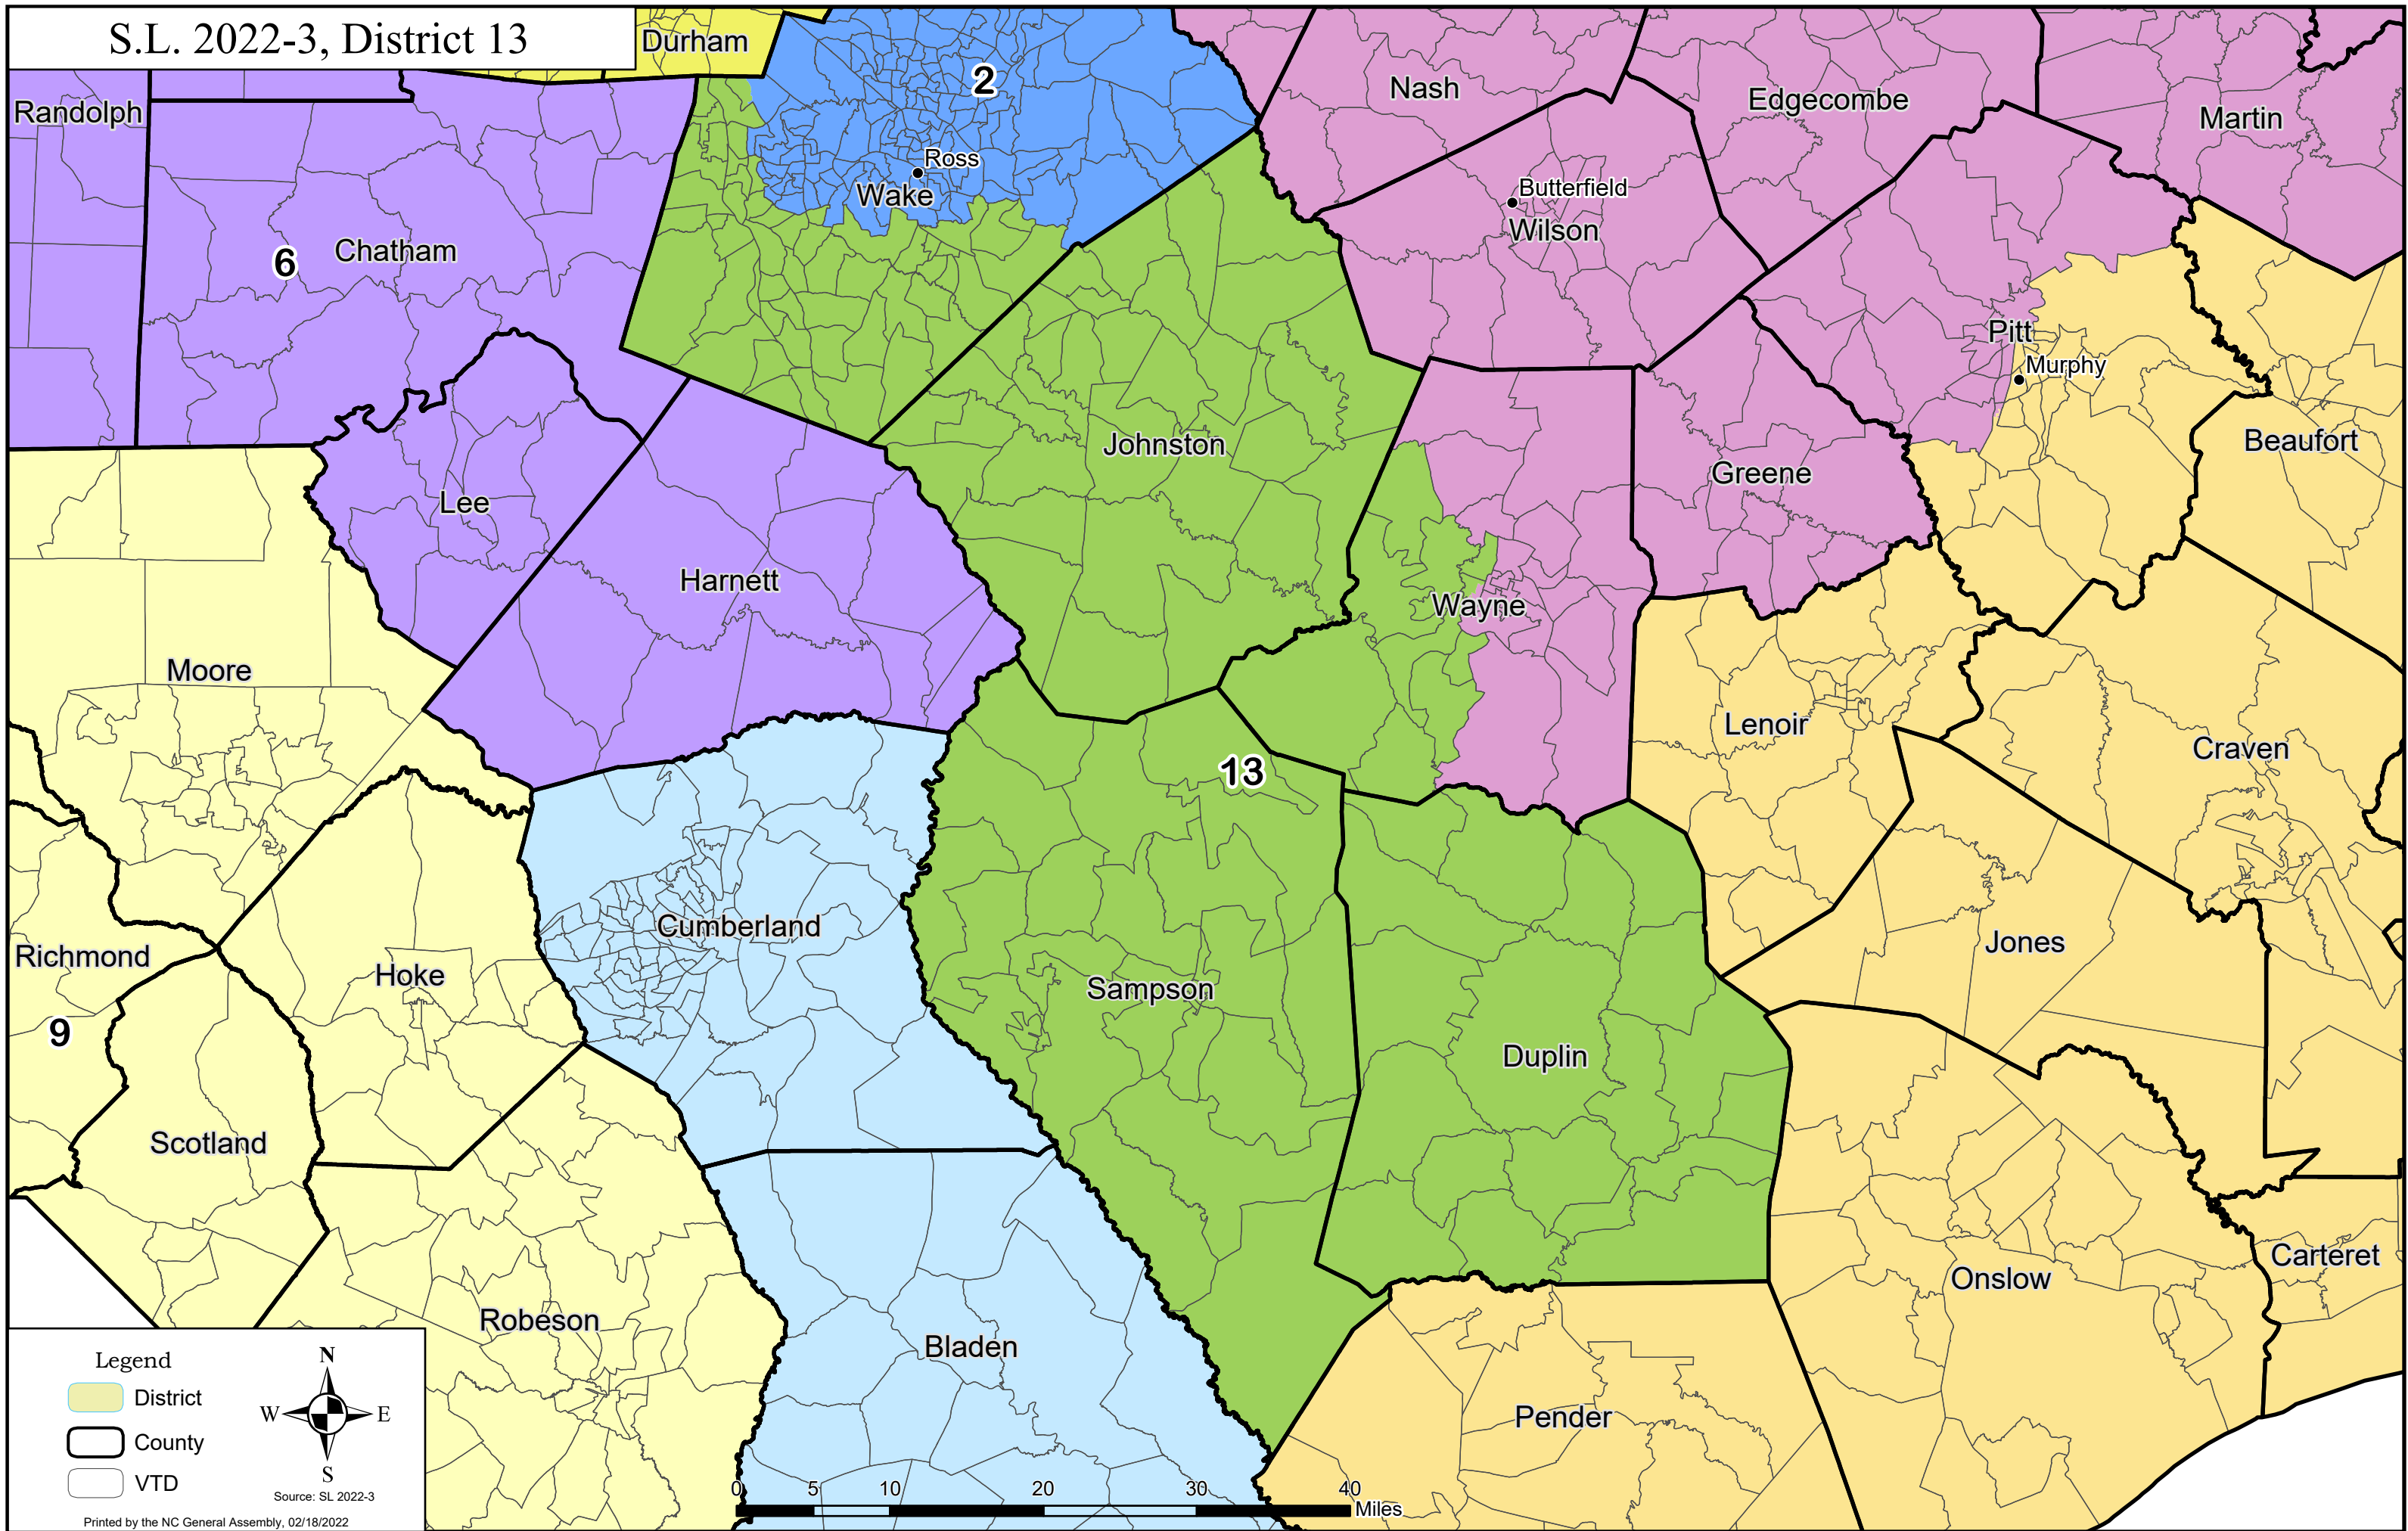 S.L. 2022-3, District 13
Durham
2
Nash
Edgecombe
Martin
Randolph
Ross
Wake
Butterfield
Wilson
6
Chatham
Pitt
Murphy
Beaufort
Johnston
Greene
Lee
Harnett
Wayne
Moore
Lenoir
Craven
13
Cumberland
Richmond
Hoke
Sampson
Jones
9
Duplin
Scotland
Carteret
Onslow
Robeson
Bladen
Pender
Legend
District
County
VTD
N
W
E
S
Source: SL 2022-3
Printed by the NC General Assembly, 02/18/2022
0 5 10 20 30 40
Miles